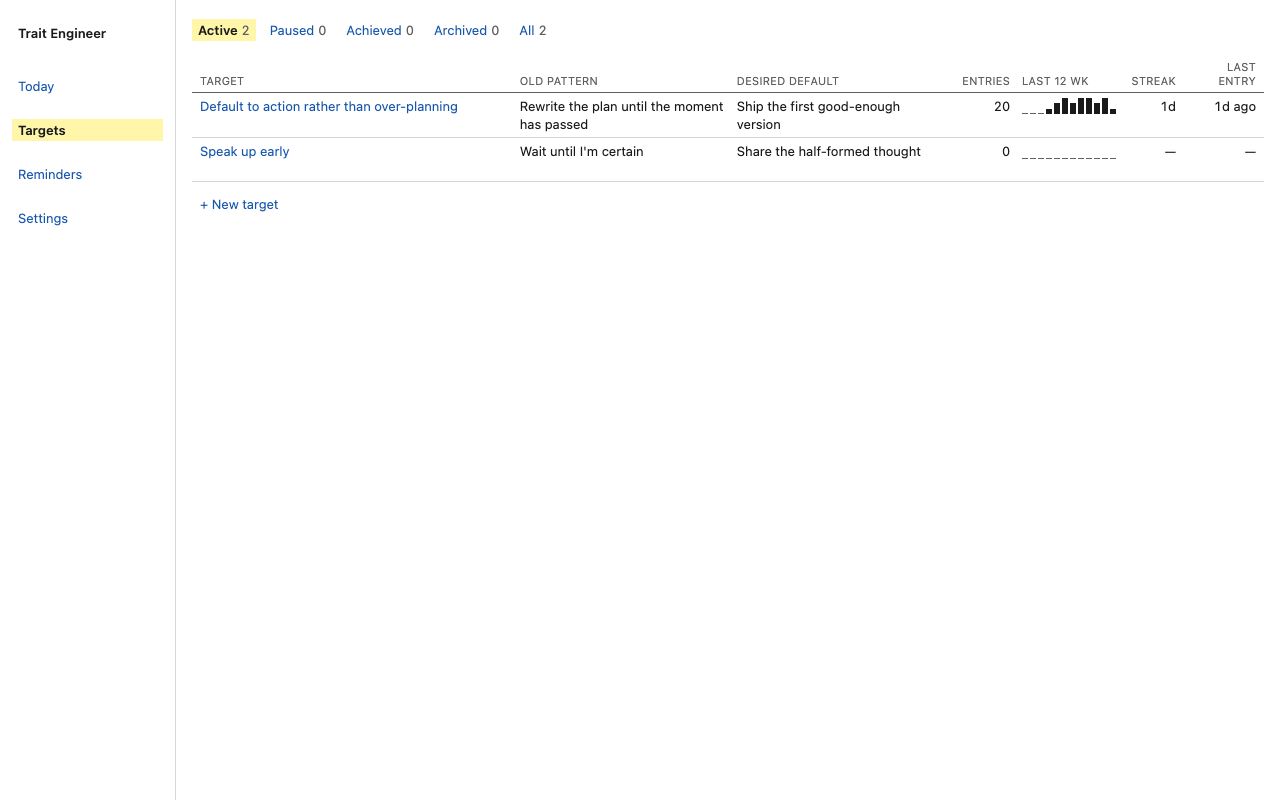 Trait Engineer
Today
Targets
Reminders
Settings
Active 2 Paused 0 Achieved 0 Archived 0 All 2
TARGET OLD PATTERN DESIRED DEFAULT ENTRIES LAST 12 WK STREAK LAST ENTRY
Default to action rather than over-planning Rewrite the plan until the moment Ship the first good-enough 20 1d 1d ago
has passed version
Speak up early Wait until I'm certain Share the half-formed thought 0 — —
+ New target